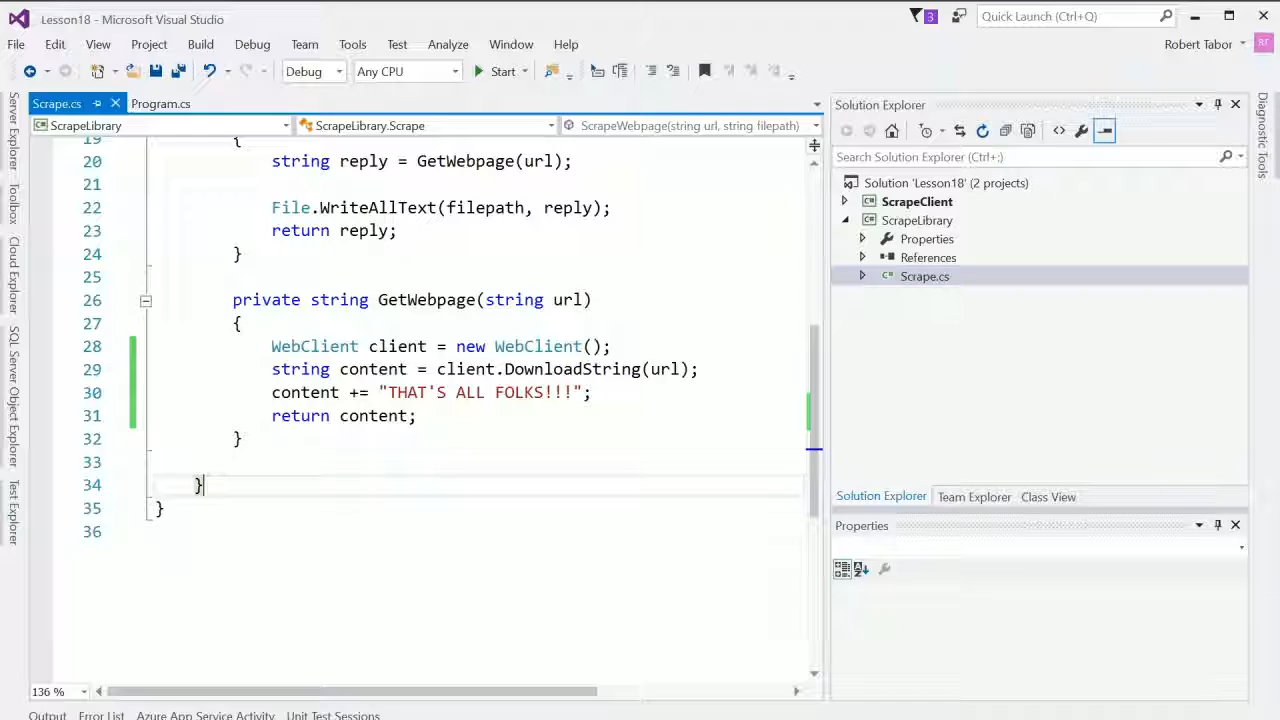 Lesson18 - Microsoft Visual Studio
3
Quick Launch (Ctrl+Q)
File Edit View Project Build Debug Team Tools Test Analyze Window Help
Robert Tabor RT
Debug Any CPU Start
Scrape.cs Program.cs
ScrapeLibrary ScrapeLibrary.Scrape ScrapeWebpage(string url, string filepath)
19 {
20 string reply = GetWebpage(url);
21
22 File.WriteAllText(filepath, reply);
23 return reply;
24 }
25
26 private string GetWebpage(string url)
27 {
28 WebClient client = new WebClient();
29 string content = client.DownloadString(url);
30 content += "THAT'S ALL FOLKS!!!";
31 return content;
32 }
33
34 }
35 }
36
136 %
Server Explorer
Toolbox
Cloud Explorer
SQL Server Object Explorer
Test Explorer
Solution Explorer
Search Solution Explorer (Ctrl+;)
Solution 'Lesson18' (2 projects)
ScrapeClient
ScrapeLibrary
Properties
References
Scrape.cs
Solution Explorer Team Explorer Class View
Properties
Diagnostic Tools
Output Error List Azure App Service Activity Unit Test Sessions